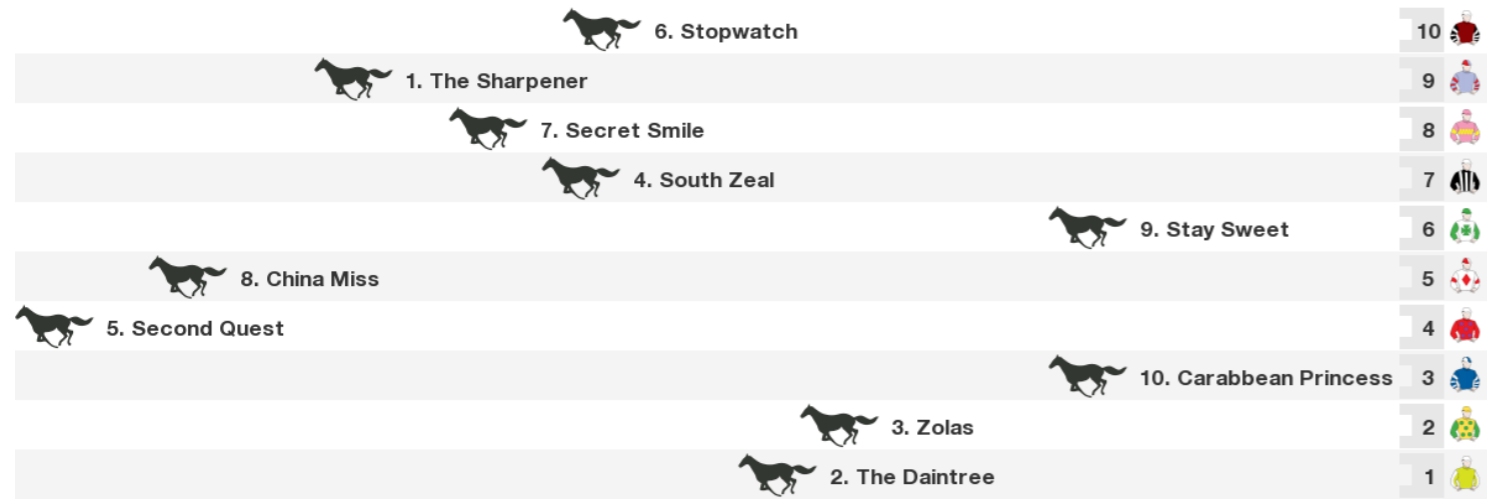 6. Stopwatch 10
1. The Sharpener 9
7. Secret Smile 8
4. South Zeal 7
9. Stay Sweet 6
8. China Miss 5
5. Second Quest 4
10. Carabbean Princess 3
3. Zolas 2
2. The Daintree 1